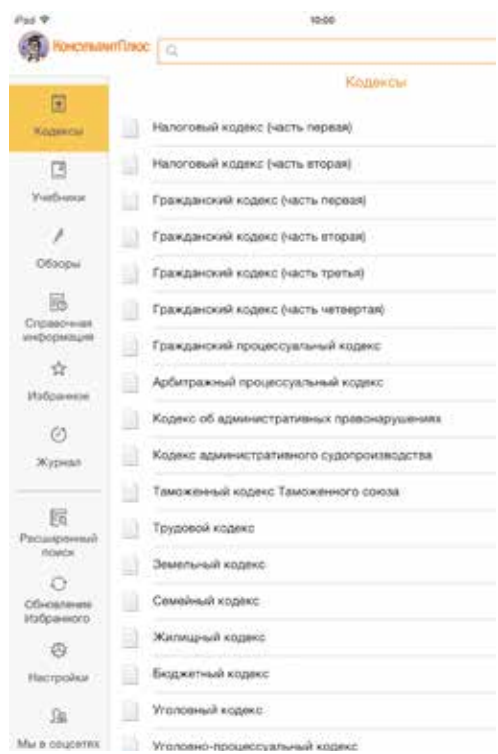 iPad 10:00
КонсультантПлюс
Кодексы
Кодексы
Учебники
Обзоры
Справочная
информация
Избранное
Журнал
Расширенный
поиск
Обновление
Избранного
Настройки
Мы в соцсетях
Налоговый кодекс (часть первая)
Налоговый кодекс (часть вторая)
Гражданский кодекс (часть первая)
Гражданский кодекс (часть вторая)
Гражданский кодекс (часть третья)
Гражданский кодекс (часть четвертая)
Гражданский процессуальный кодекс
Арбитражный процессуальный кодекс
Кодекс об административных правонарушениях
Кодекс административного судопроизводства
Таможенный кодекс Таможенного союза
Трудовой кодекс
Земельный кодекс
Семейный кодекс
Жилищный кодекс
Бюджетный кодекс
Уголовный кодекс
Уголовно-процессуальный кодекс